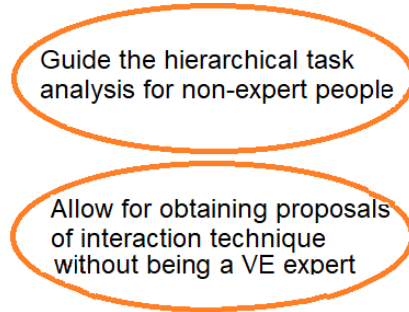 Guide the hierarchical task
analysis for non-expert people
Allow for obtaining proposals
of interaction technique
without being a VE expert